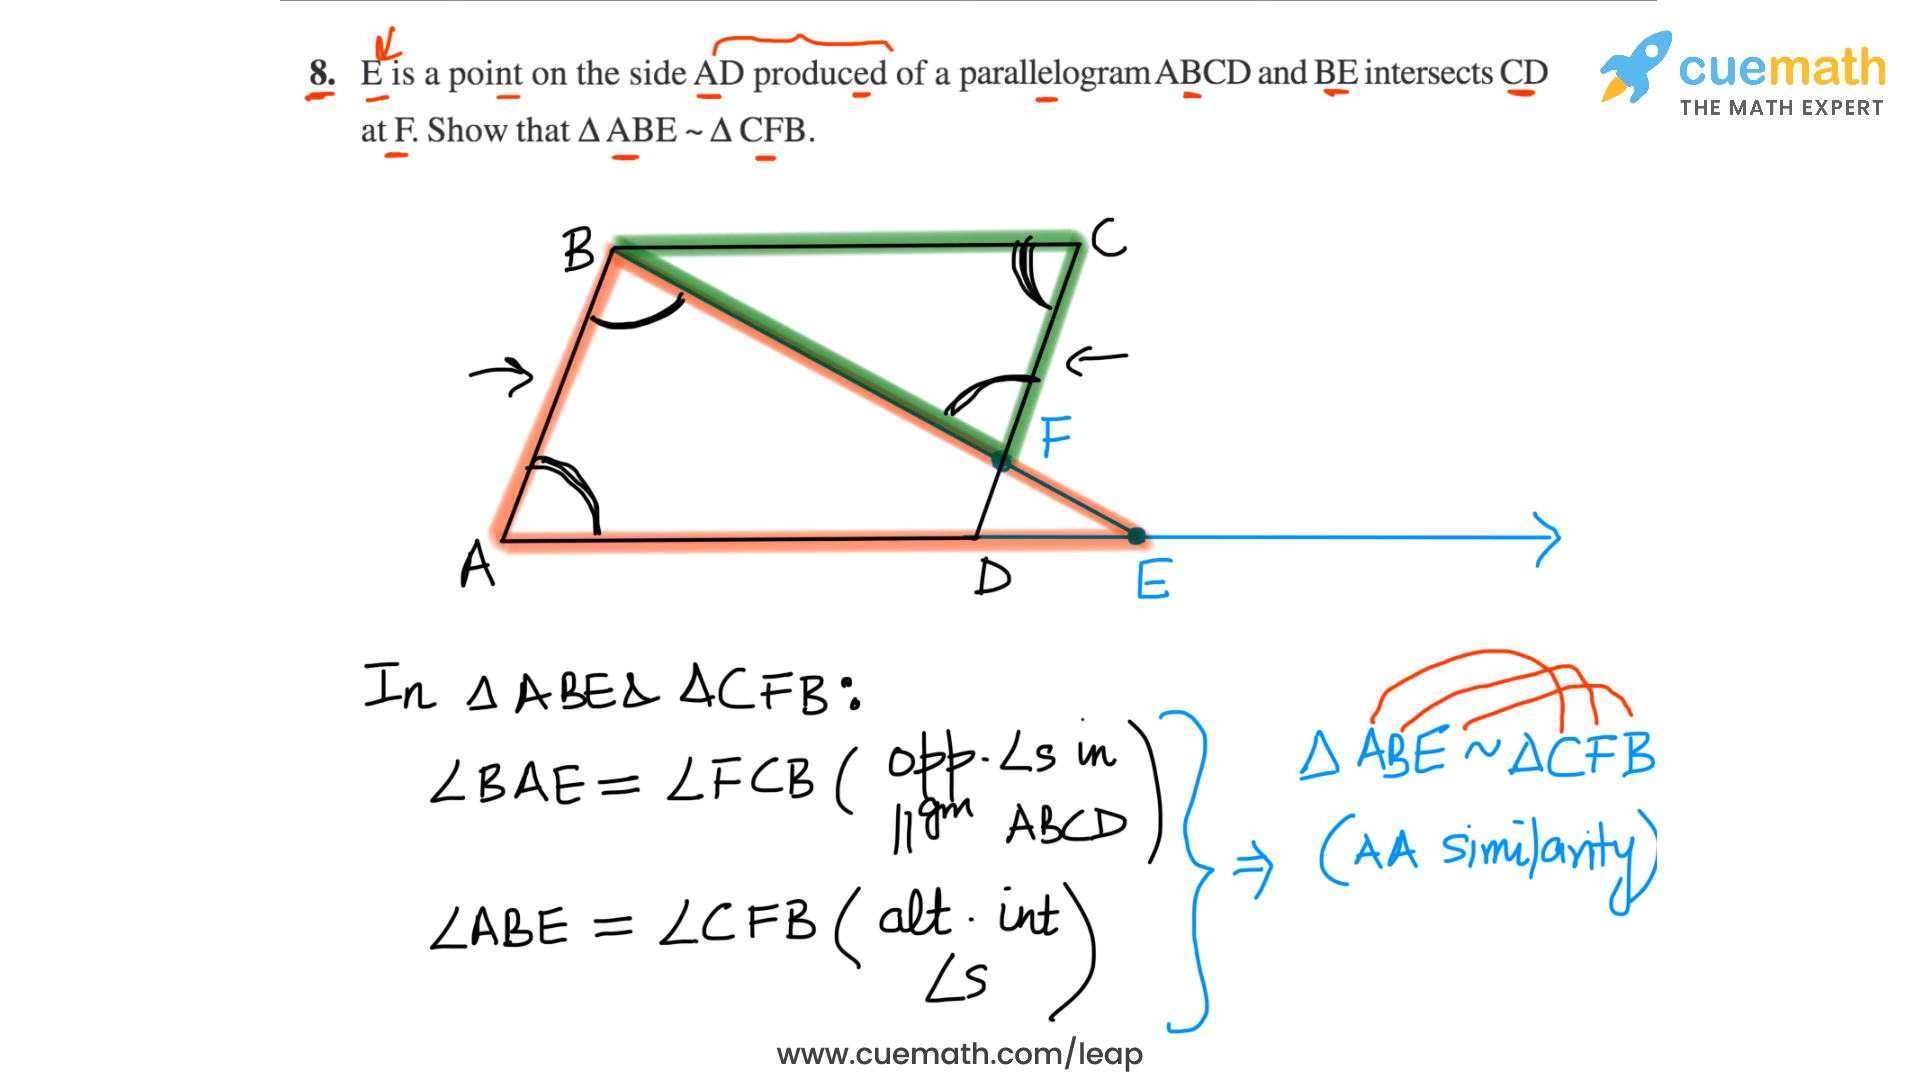 8. E is a point on the side AD produced of a parallelogram ABCD and BE intersects CD
at F. Show that Δ ABE ~ Δ CFB.
cuemath
THE MATH EXPERT
B
C
F
A
D
E
In Δ ABE & ΔCFB:
∠BAE = ∠FCB ( opp. ∠s in
||gm ABCD )
∠ABE = ∠CFB ( alt. int
∠s )
⇒ Δ ABE ~ ΔCFB
(AA similarity)
www.cuemath.com/leap